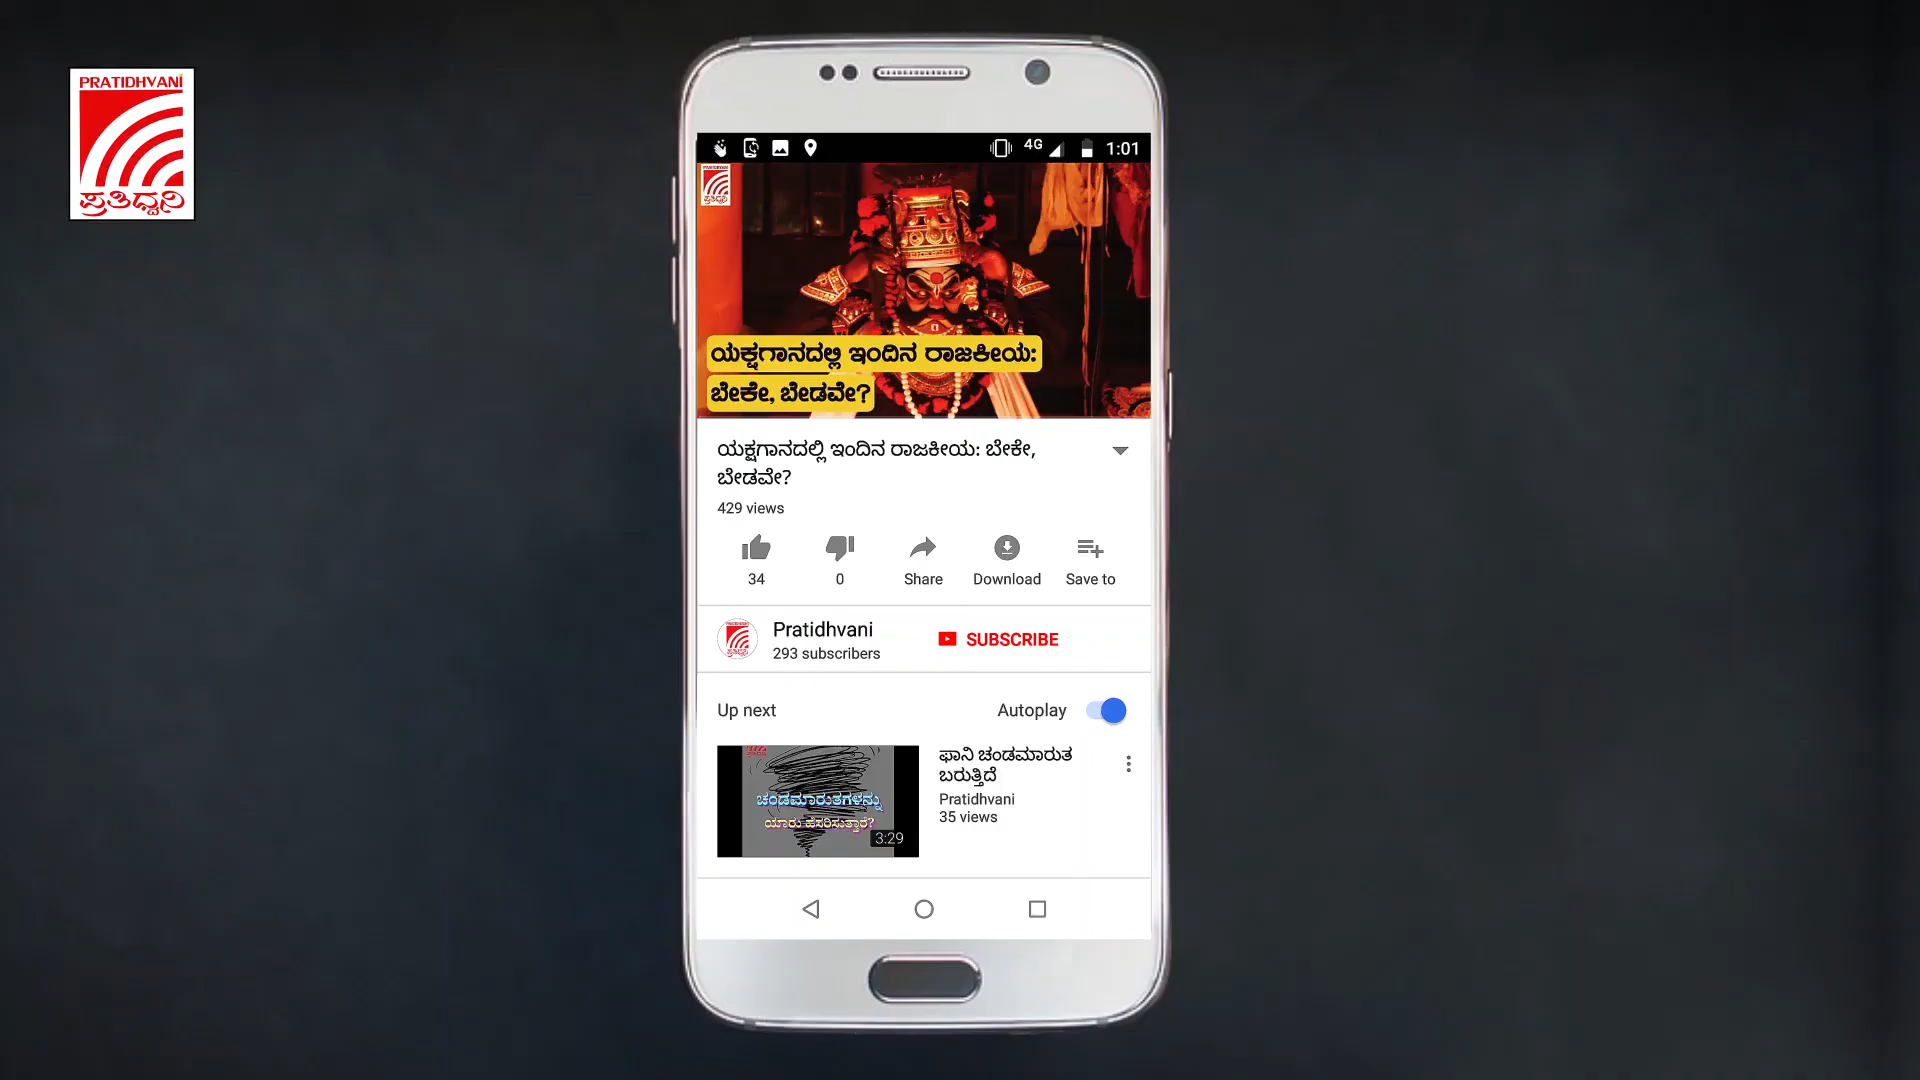 PRATIDHVANI
ಪ್ರತಿಧ್ವನಿ
4G
1:01
ಯಕ್ಷಗಾನದಲ್ಲಿ ಇಂದಿನ ರಾಜಕೀಯ:
ಬೇಕೇ, ಬೇಡವೇ?
ಯಕ್ಷಗಾನದಲ್ಲಿ ಇಂದಿನ ರಾಜಕೀಯ: ಬೇಕೇ,
ಬೇಡವೇ?
429 views
34
0
Share
Download
Save to
Pratidhvani
293 subscribers
SUBSCRIBE
Up next
Autoplay
ಚಂಡಮಾರುತಗಳನ್ನು
ಯಾರು ಹೆಸರಿಸುತ್ತಾರೆ?
3:29
ಫಾನಿ ಚಂಡಮಾರುತ
ಬರುತ್ತಿದೆ
Pratidhvani
35 views